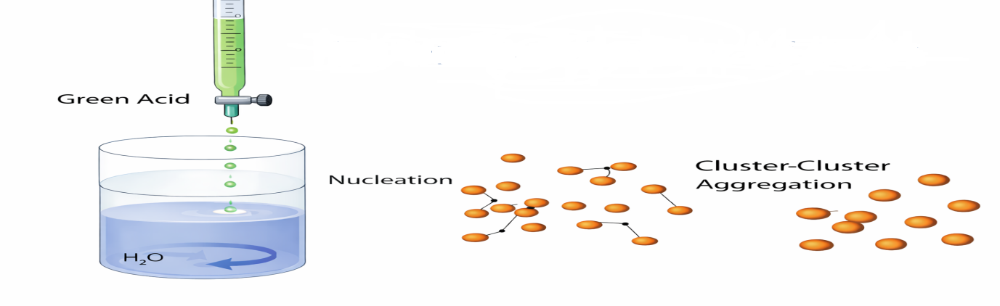 Green Acid
H₂O
Nucleation
Cluster-Cluster
Aggregation